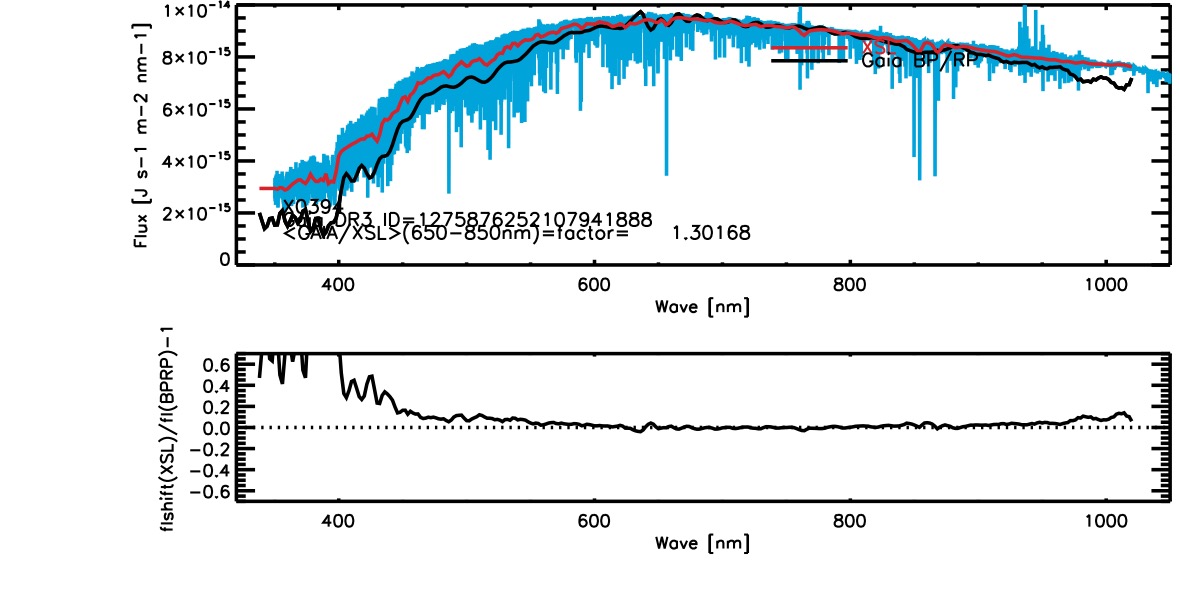 1×10−14
8×10−15
6×10−15
4×10−15
2×10−15
0
Flux [J s−1 m−2 nm−1]
XSL
Gaia BP/RP
X0394
Gaia DR3 ID=1275876252107941888
<GAIA/XSL>(650−850nm)=factor= 1.30168
400 600 800 1000
Wave [nm]
flshift(XSL)/fl(BPRP)−1
0.6
0.4
0.2
0.0
−0.2
−0.4
−0.6
400 600 800 1000
Wave [nm]